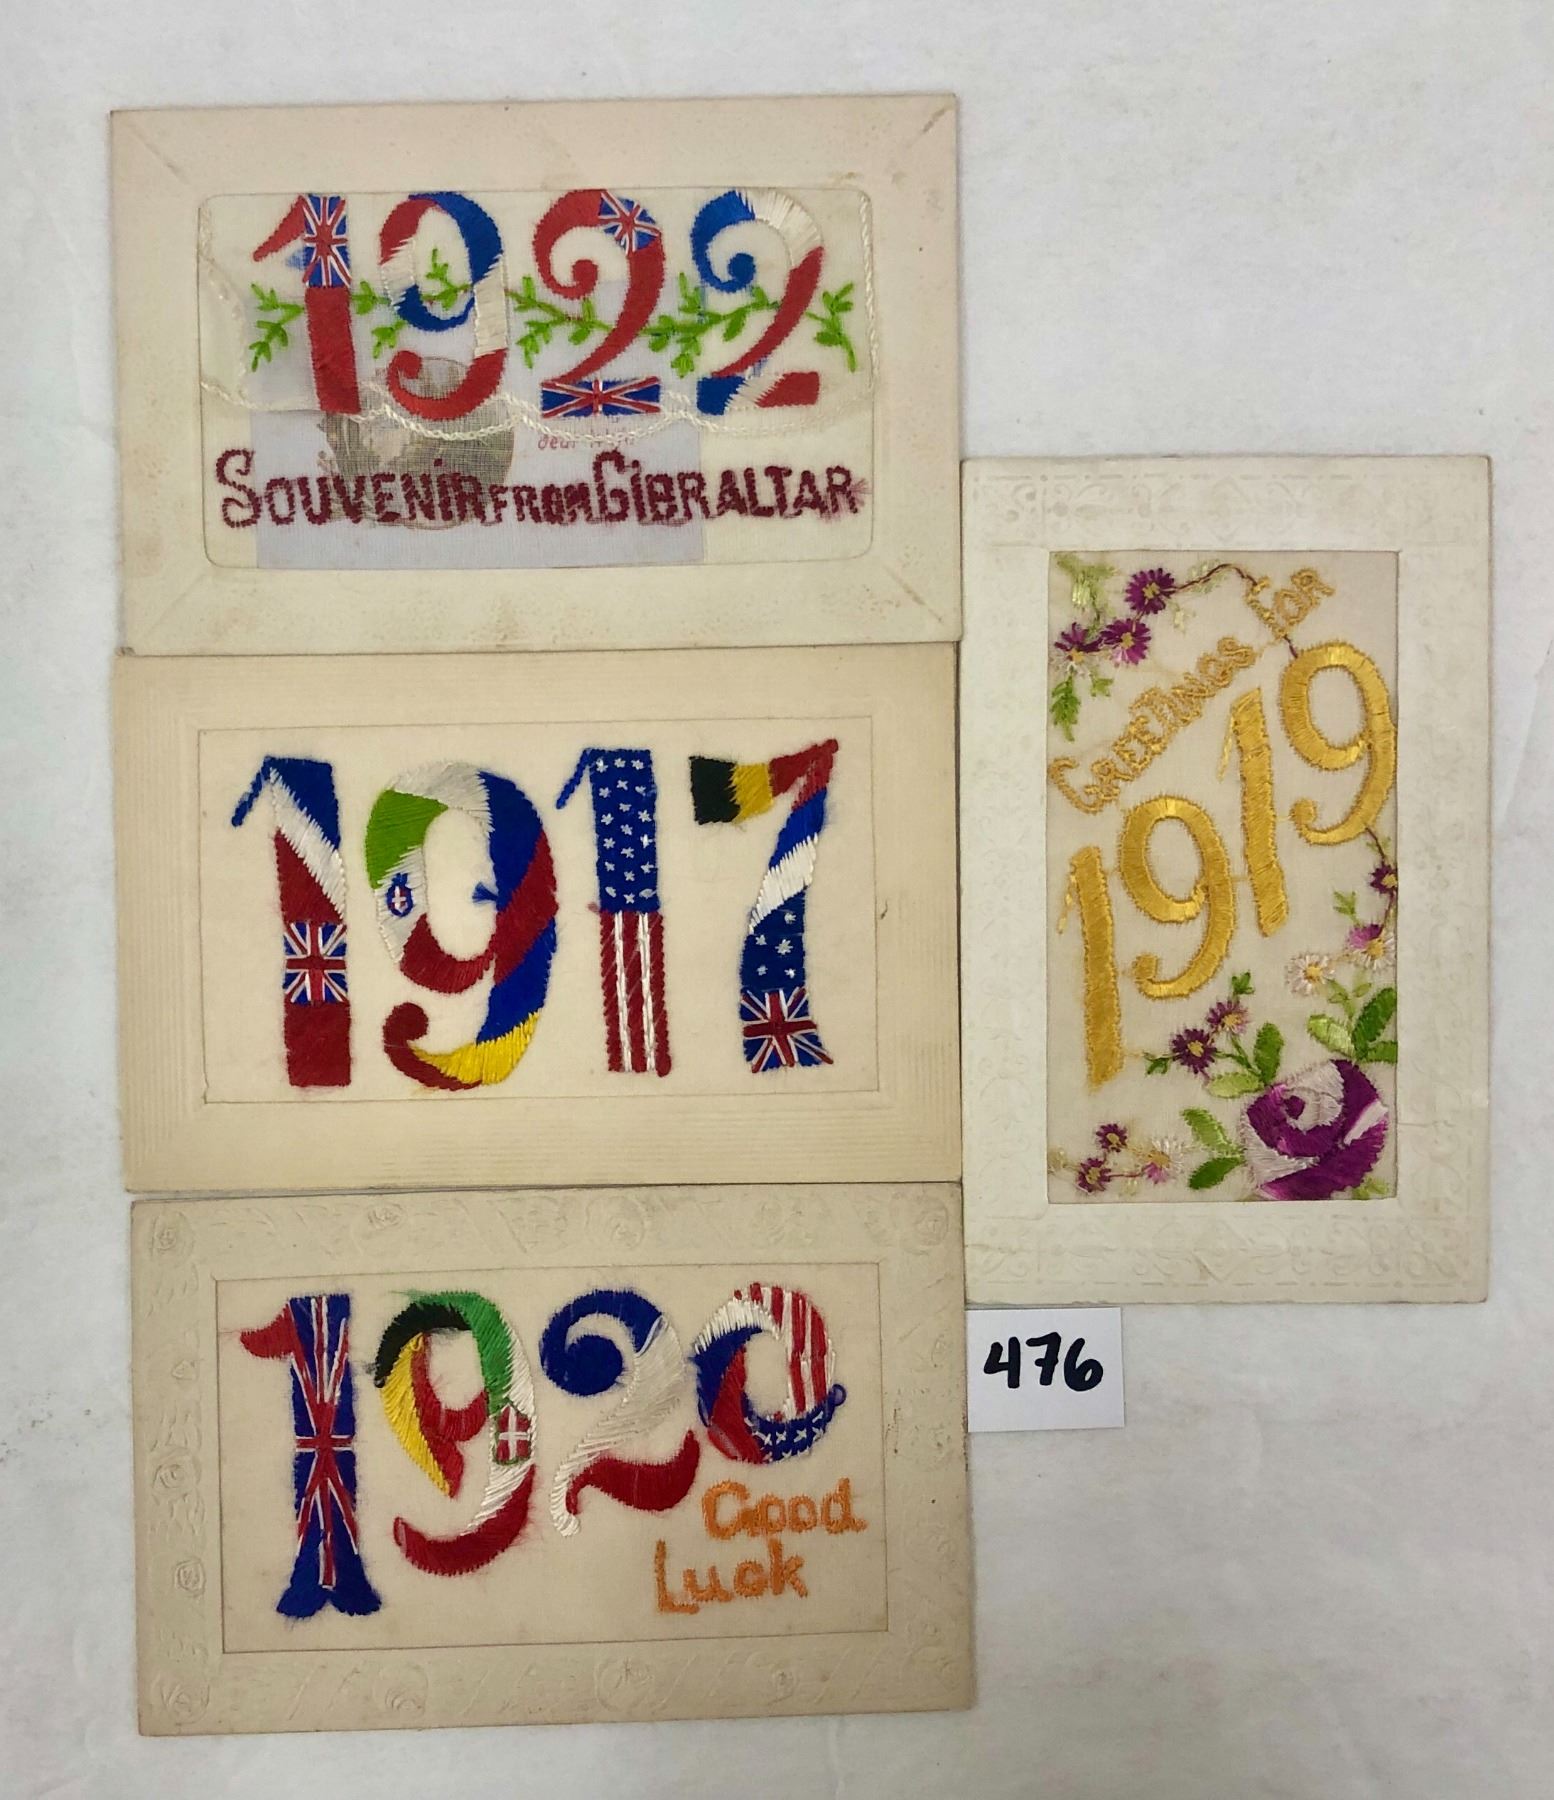 1922
SOUVENIR FROM GIBRALTAR
1917
1920
Good
Luck
GREETINGS FOR
1919
476